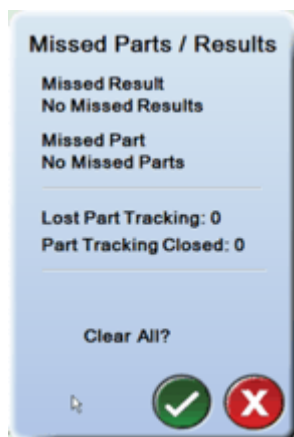 Missed Parts / Results
Missed Result
No Missed Results
Missed Part
No Missed Parts
Lost Part Tracking: 0
Part Tracking Closed: 0
Clear All?